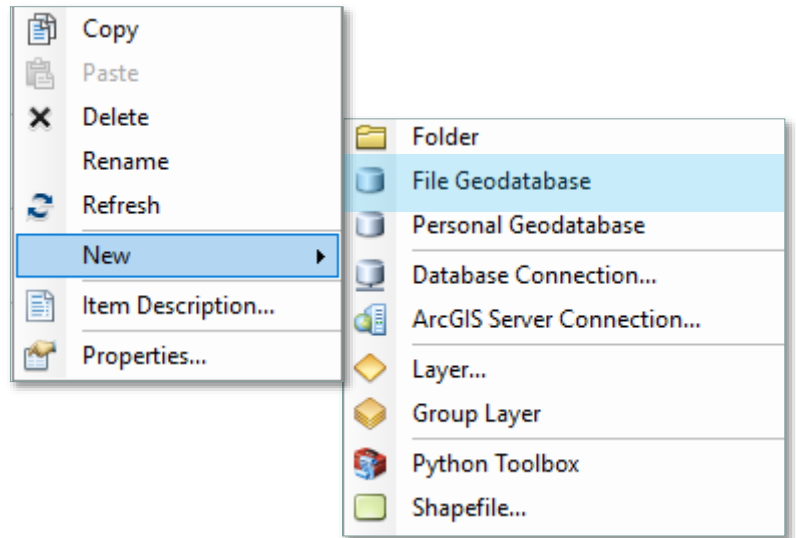 Copy
Paste
Delete
Rename
Refresh
New
Item Description...
Properties...
Folder
File Geodatabase
Personal Geodatabase
Database Connection...
ArcGIS Server Connection...
Layer...
Group Layer
Python Toolbox
Shapefile...